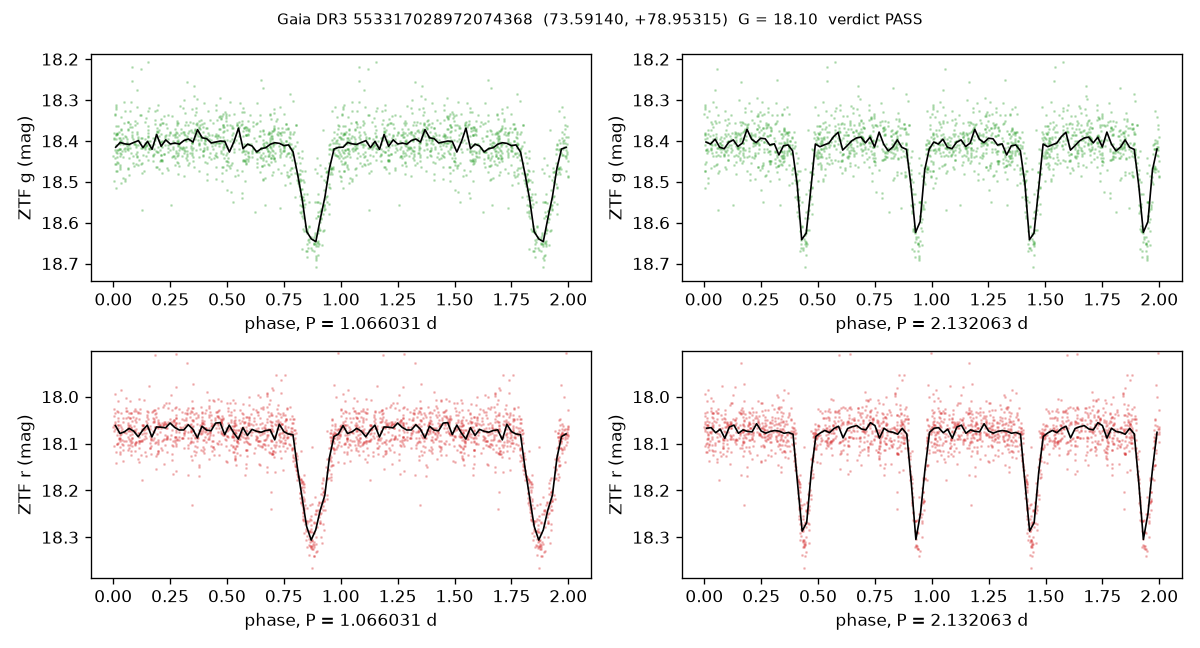 Gaia DR3 553317028972074368 (73.59140, +78.95315) G = 18.10 verdict PASS
18.2
18.3
18.4
18.5
18.6
18.7
ZTF g (mag)
0.00 0.25 0.50 0.75 1.00 1.25 1.50 1.75 2.00
phase, P = 1.066031 d
18.2
18.3
18.4
18.5
18.6
18.7
ZTF g (mag)
0.00 0.25 0.50 0.75 1.00 1.25 1.50 1.75 2.00
phase, P = 2.132063 d
18.0
18.1
18.2
18.3
ZTF r (mag)
0.00 0.25 0.50 0.75 1.00 1.25 1.50 1.75 2.00
phase, P = 1.066031 d
18.0
18.1
18.2
18.3
ZTF r (mag)
0.00 0.25 0.50 0.75 1.00 1.25 1.50 1.75 2.00
phase, P = 2.132063 d